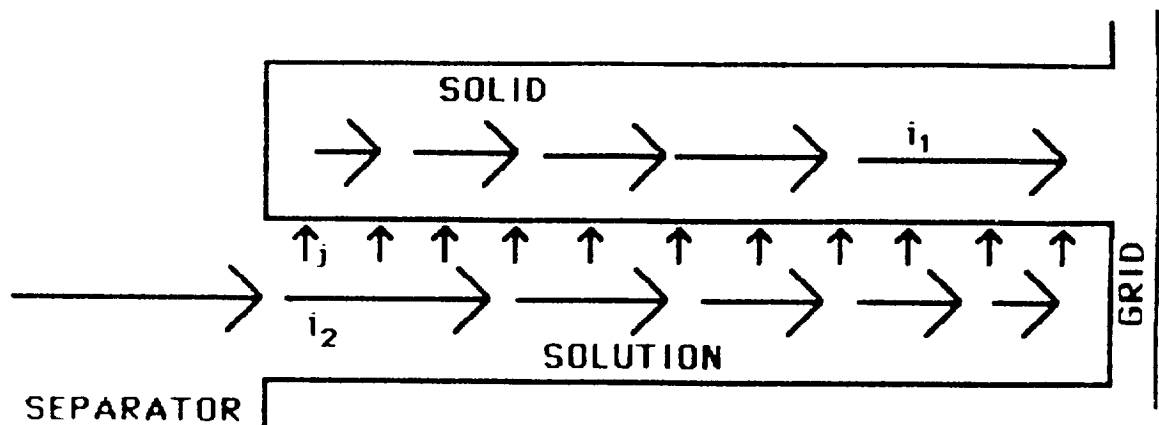 SOLID
i₁
j
i₂
SOLUTION
GRID
SEPARATOR